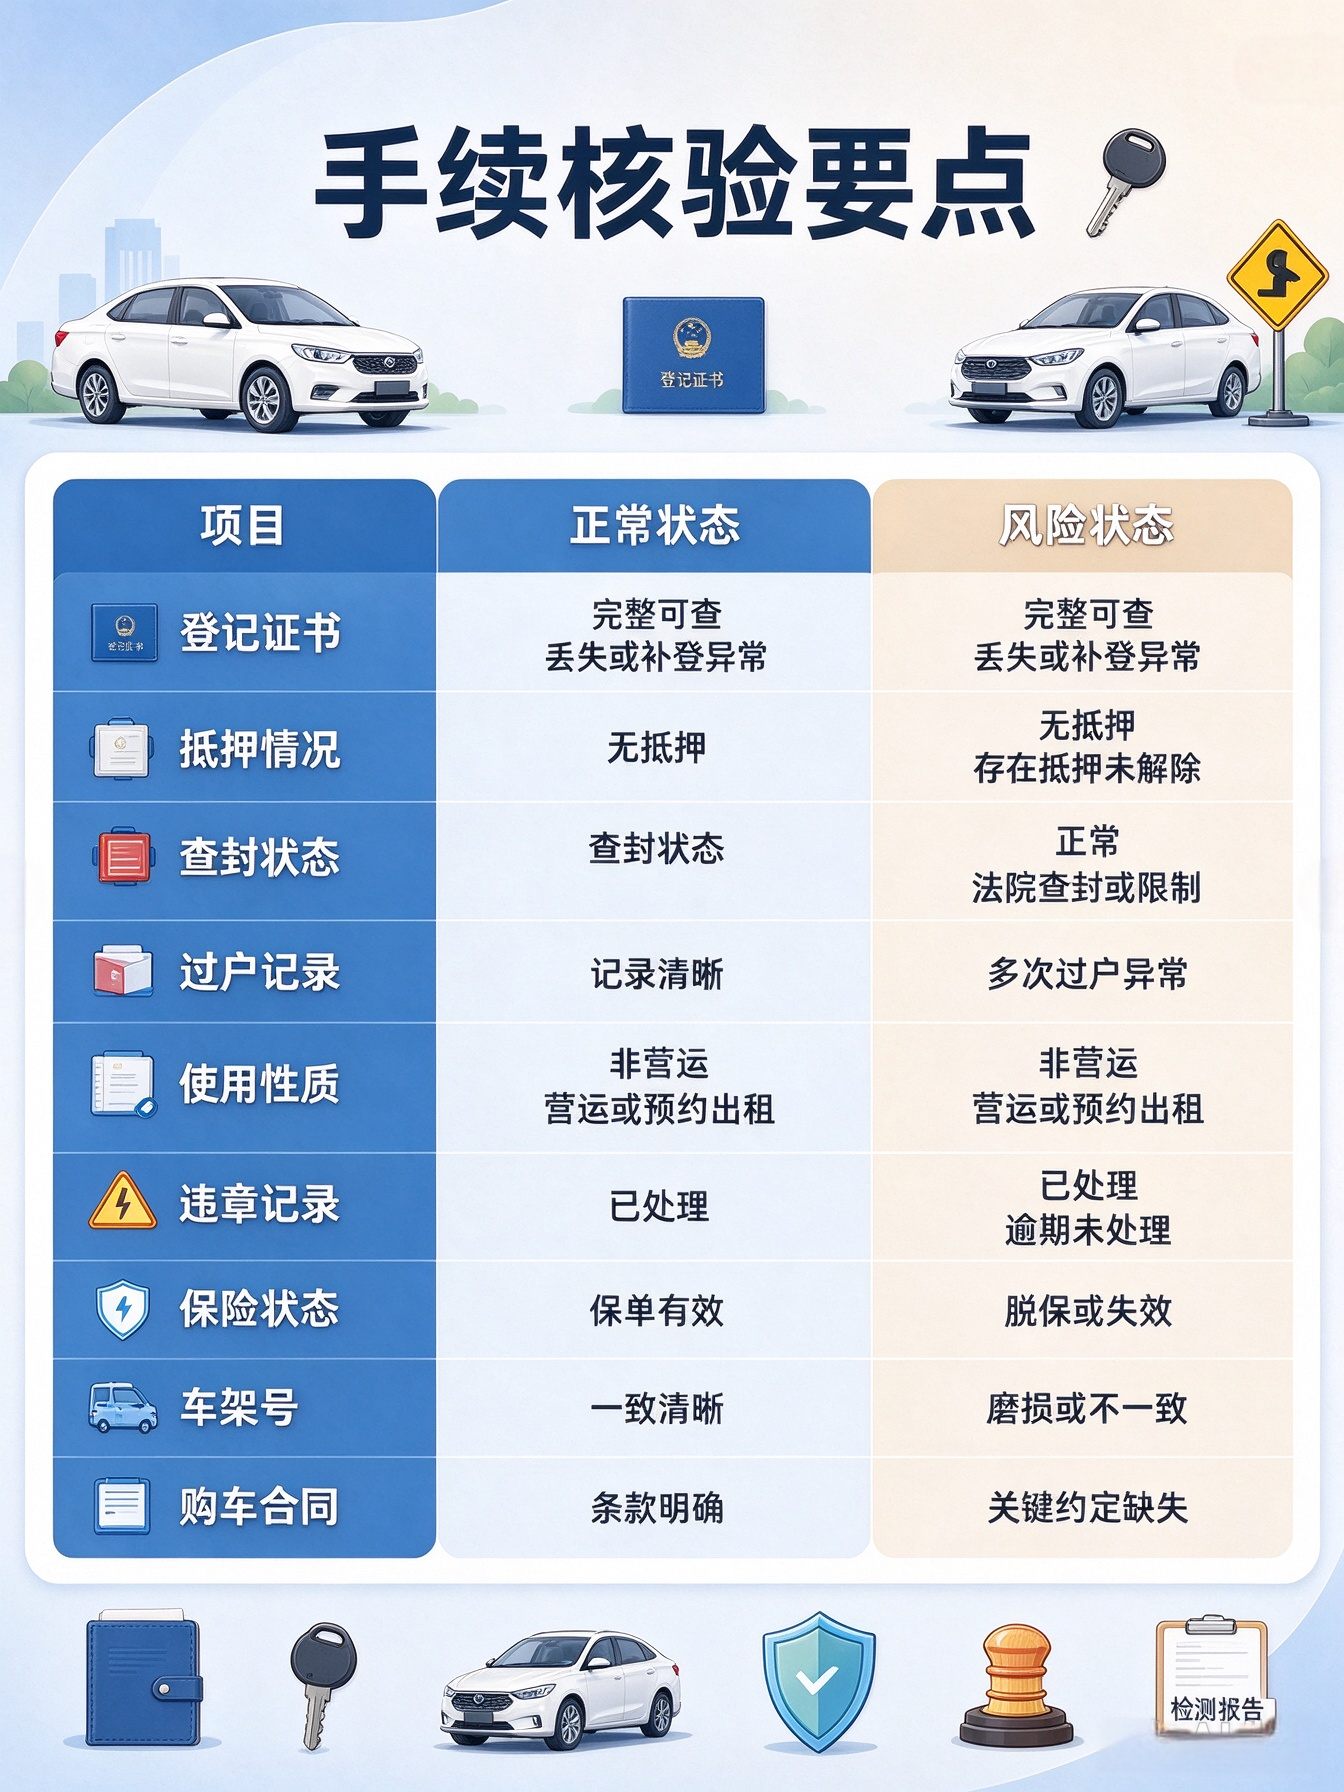 手续核验要点
登记证书
项目
正常状态
风险状态
登记证书
完整可查
丢失或补登异常
完整可查
丢失或补登异常
抵押情况
无抵押
无抵押
存在抵押未解除
查封状态
查封状态
正常
法院查封或限制
过户记录
记录清晰
多次过户异常
使用性质
非营运
营运或预约出租
非营运
营运或预约出租
违章记录
已处理
已处理
逾期未处理
保险状态
保单有效
脱保或失效
车架号
一致清晰
磨损或不一致
购车合同
条款明确
关键约定缺失
检测报告